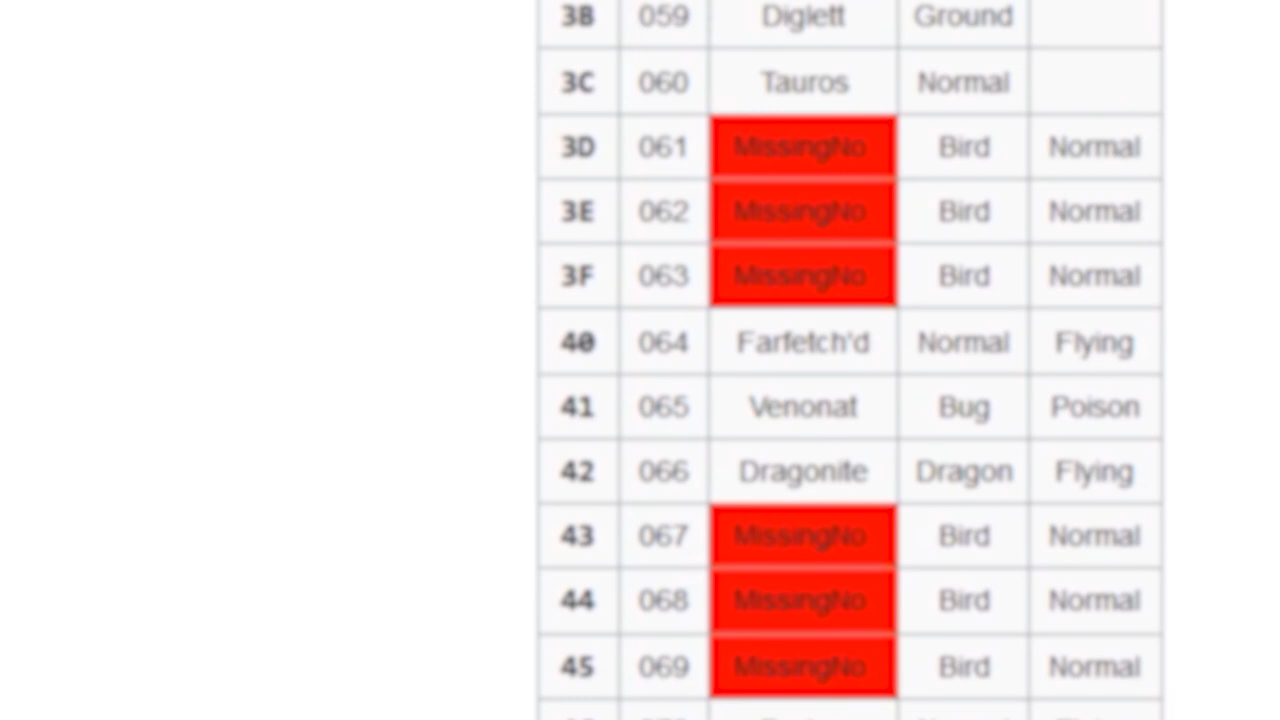 3B 059 Diglett Ground
3C 060 Tauros Normal
3D 061 MissingNo Bird Normal
3E 062 MissingNo Bird Normal
3F 063 MissingNo Bird Normal
40 064 Farfetch'd Normal Flying
41 065 Venonat Bug Poison
42 066 Dragonite Dragon Flying
43 067 MissingNo Bird Normal
44 068 MissingNo Bird Normal
45 069 MissingNo Bird Normal